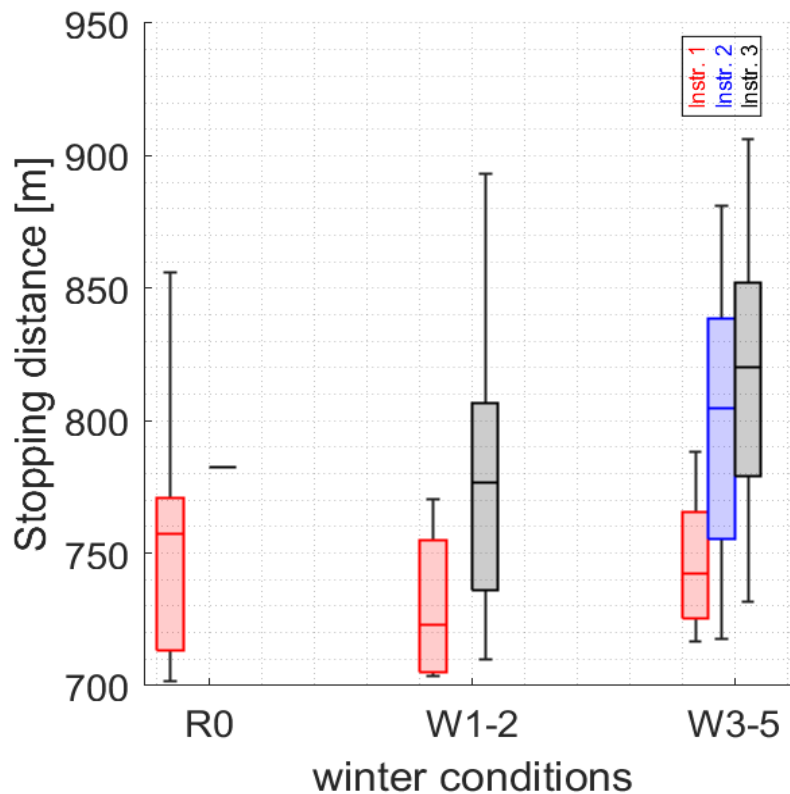 950
900
850
800
750
700
Stopping distance [m]
Instr. 1
Instr. 2
Instr. 3
R0
W1-2
W3-5
winter conditions